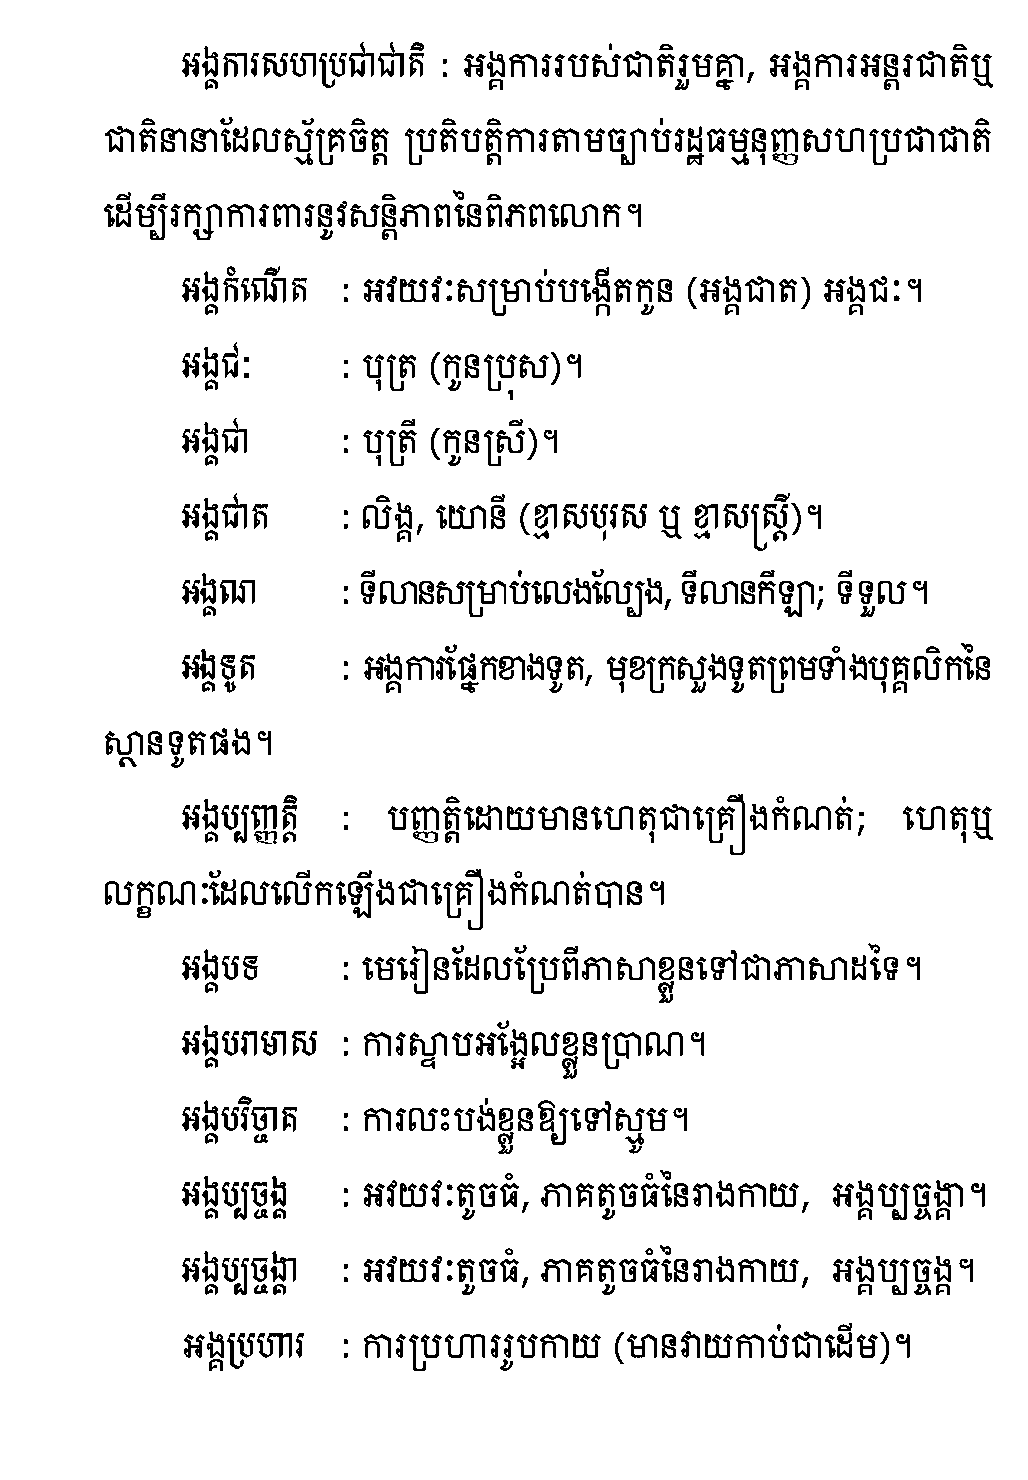 អង្គការសហប្រជាជាតិ : អង្គការរបស់ជាតិរួមគ្នា, អង្គការអន្តរជាតិឬ
ជាតិនានាដែលស្ម័គ្រចិត្ត ប្រតិបត្តិការតាមច្បាប់រដ្ឋធម្មនុញ្ញសហប្រជាជាតិ
ដើម្បីរក្សាការពារនូវសន្តិភាពនៃពិភពលោក។
អង្គកំណើត : អវយវៈសម្រាប់បង្កើតកូន (អង្គជាត) អង្គជៈ។
អង្គជៈ : បុត្រ (កូនប្រុស)។
អង្គជា : បុត្រី (កូនស្រី)។
អង្គជាត : លិង្គ, យោនី (ខ្មាសបុរស ឬ ខ្មាសស្ត្រី)។
អង្គណ : ទីលានសម្រាប់លេងល្បែង, ទីលានកីឡា; ទីទួល។
អង្គទូត : អង្គការផ្នែកខាងទូត, មុខក្រសួងទូតព្រមទាំងបុគ្គលិកនៃ
ស្ថានទូតផង។
អង្គប្បញ្ញត្តិ : បញ្ញត្តិដោយមានហេតុជាគ្រឿងកំណត់; ហេតុឬ
លក្ខណៈដែលលើកឡើងជាគ្រឿងកំណត់បាន។
អង្គបទ : មេរៀនដែលប្រែពីភាសាខ្លួនទៅជាភាសាដទៃ។
អង្គបរាមាស : ការស្ទាបអង្អែលខ្លួនប្រាណ។
អង្គបរិច្ចាគ : ការលះបង់ខ្លួនឱ្យទៅស្មូម។
អង្គប្បច្ចង្គ : អវយវៈតូចធំ, ភាគតូចធំនៃរាងកាយ, អង្គប្បច្ចង្គា។
អង្គប្បច្ចង្គា : អវយវៈតូចធំ, ភាគតូចធំនៃរាងកាយ, អង្គប្បច្ចង្គ។
អង្គប្រហារ : ការប្រហាររូបកាយ (មានវាយកាប់ជាដើម)។